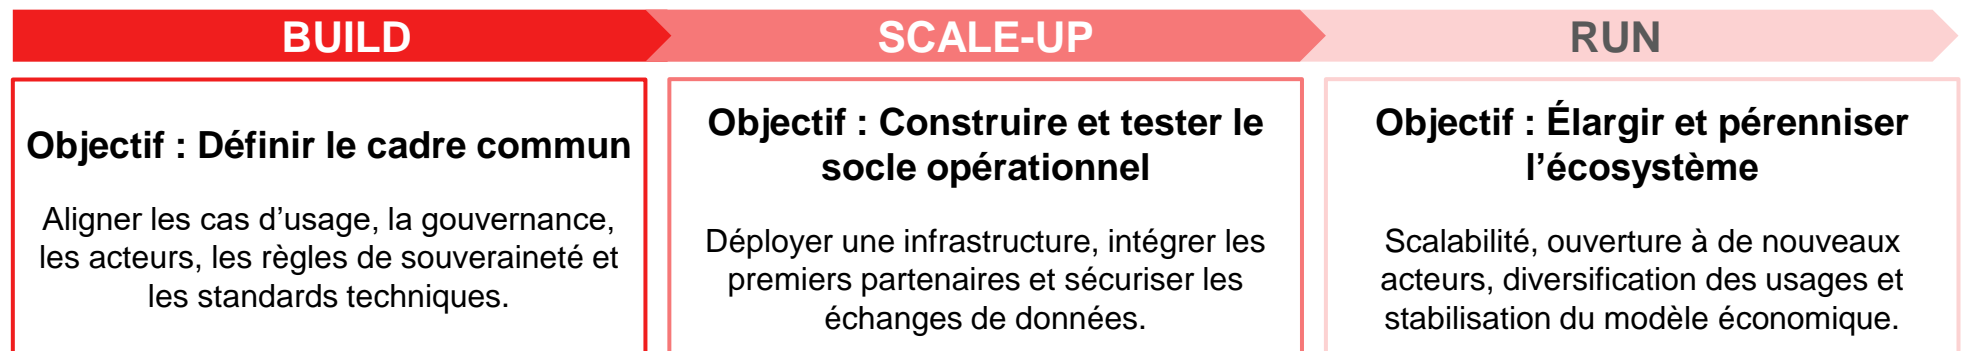 BUILD
SCALE-UP
RUN
Objectif : Définir le cadre commun
Aligner les cas d’usage, la gouvernance,
les acteurs, les règles de souveraineté et
les standards techniques.
Objectif : Construire et tester le
socle opérationnel
Déployer une infrastructure, intégrer les
premiers partenaires et sécuriser les
échanges de données.
Objectif : Élargir et pérenniser
l’écosystème
Scalabilité, ouverture à de nouveaux
acteurs, diversification des usages et
stabilisation du modèle économique.